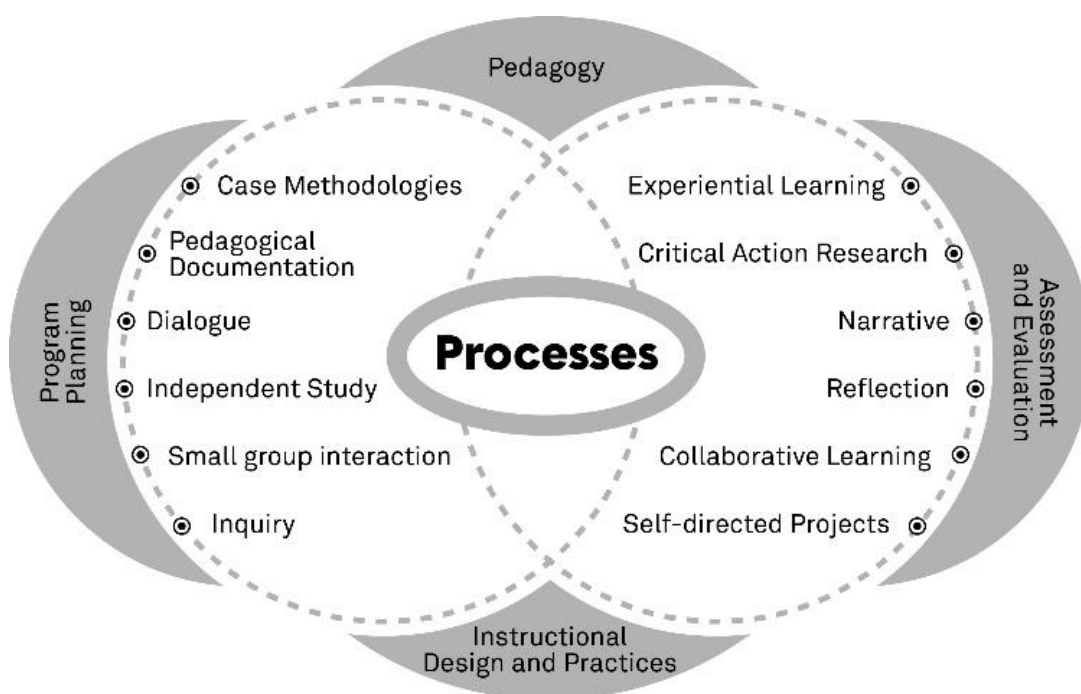 Pedagogy
Program
Planning
Case Methodologies
Pedagogical
Documentation
Dialogue
Independent Study
Small group interaction
Inquiry
Processes
Experiential Learning
Critical Action Research
Narrative
Reflection
Collaborative Learning
Self-directed Projects
Assessment
and Evaluation
Instructional
Design and Practices